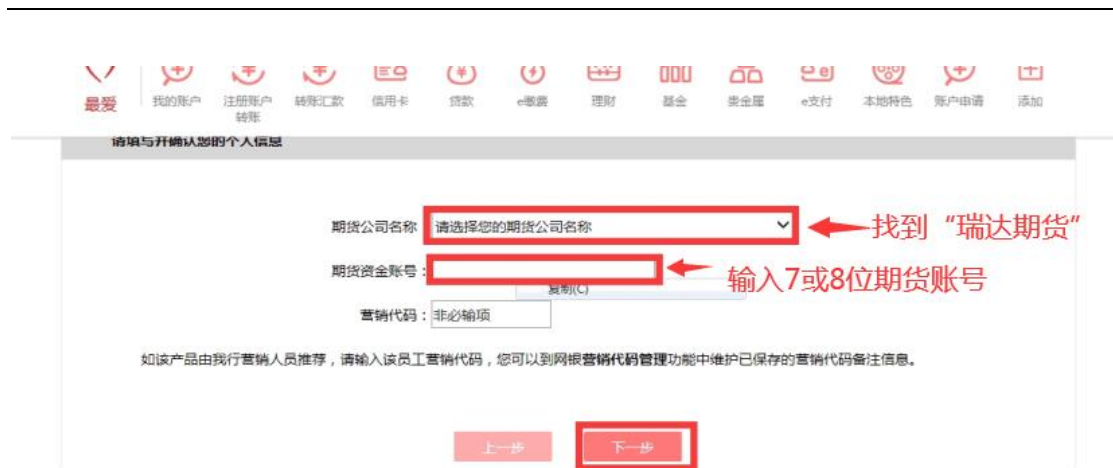 最爱 我的账户 注册账户 转账汇款 信用卡 贷款 e缴费 理财 基金 贵金属 e支付 本地特色 账户申请 添加
转账
请填写并确认您的个人信息
期货公司名称 请选择您的期货公司名称 找到“瑞达期货”
期货资金账号： 输入7或8位期货账号
复制(C)
营销代码： 非必输项
如该产品由我行营销人员推荐，请输入该员工营销代码，您可以到网银营销代码管理功能中维护已保存的营销代码备注信息。
上一步 下一步